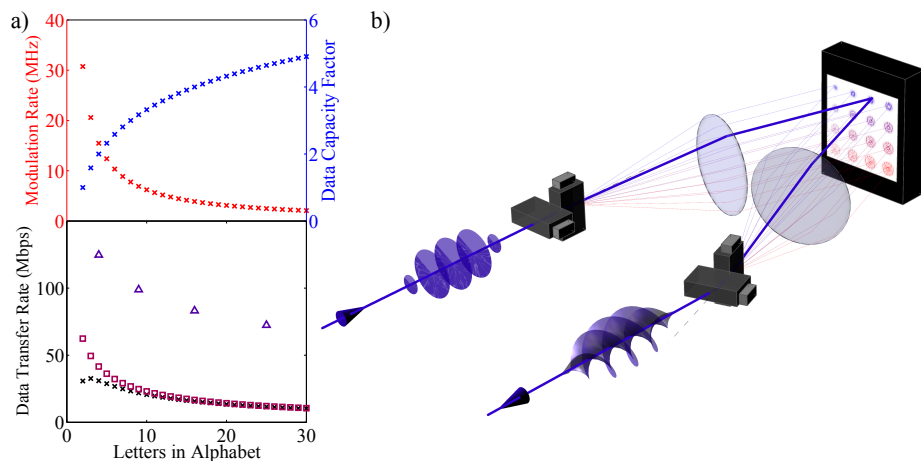 a)
b)
40
30
20
10
0
Modulation Rate (MHz)
6
4
2
0
Data Capacity Factor
100
50
0
Data Transfer Rate (Mbps)
0 10 20 30
Letters in Alphabet